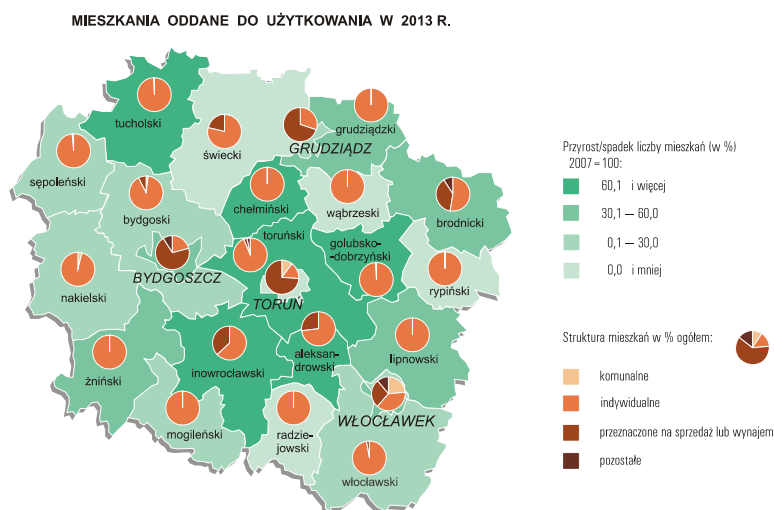 MIESZKANIA ODDANE DO UŻYTKOWANIA W 2013 R.
tucholski
świecki
grudziądzki
GRUDZIĄDZ
sępoleński
bydgoski
chełmiński
wąbrzeski
brodnicki
toruński
golubsko-
dobrzyński
BYDGOSZCZ
nakielski
TORUŃ
rypiński
żniński
inowrocławski
aleksan-
drowski
lipnowski
mogileński
radzie-
jowski
WŁOCŁAWEK
włocławski
Przyrost/spadek liczby mieszkań (w %)
2007 = 100:
60,1 i więcej
30,1 – 60,0
0,1 – 30,0
0,0 i mniej
Struktura mieszkań w % ogółem:
komunalne
indywidualne
przeznaczone na sprzedaż lub wynajem
pozostałe